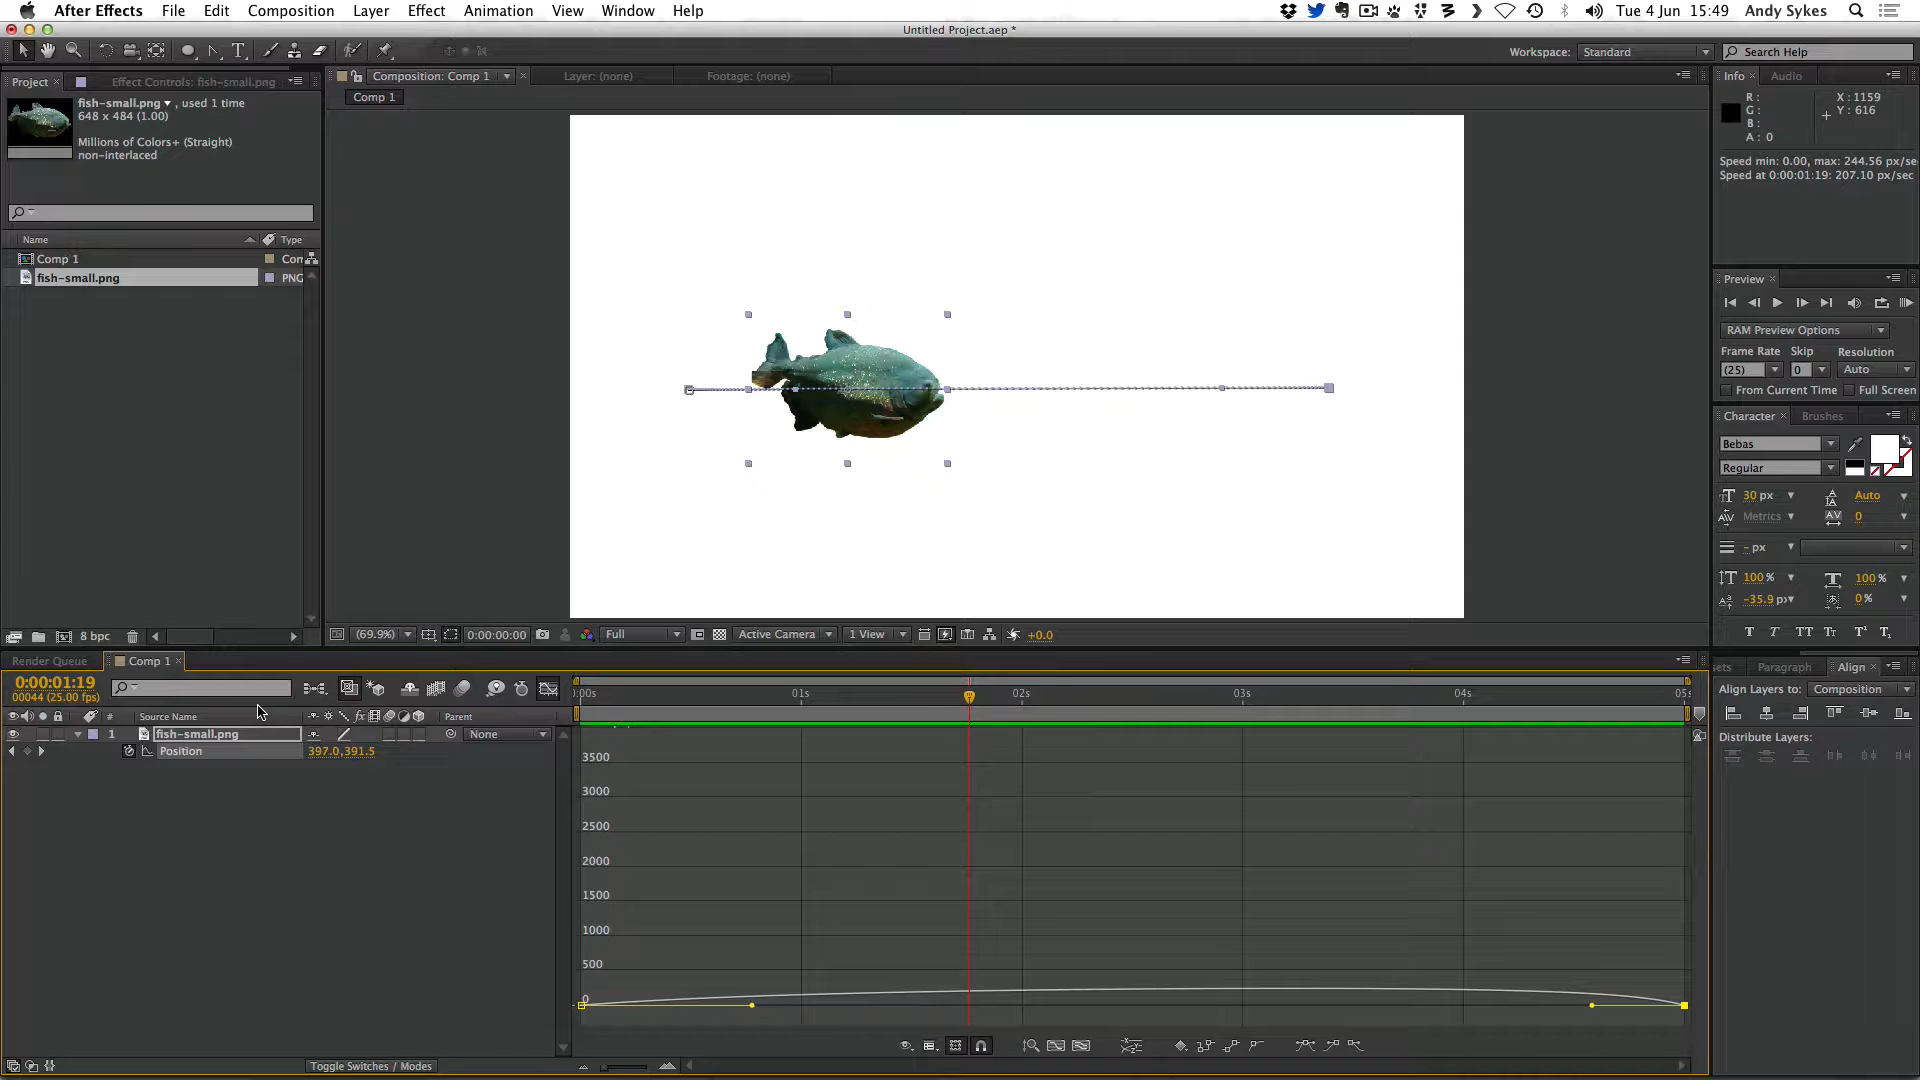 After Effects File Edit Composition Layer Effect Animation View Window Help Tue 4 Jun 15:49 Andy Sykes
Untitled Project.aep *
Workspace: Standard Search Help
Project × Effect Controls: fish-small.png
Composition: Comp 1 Layer: (none) Footage: (none)
Info × Audio
Comp 1
fish-small.png , used 1 time
648 x 484 (1.00)
Millions of Colors+ (Straight)
non-interlaced
R:
G:
B:
A: 0
X: 1159
Y: 616
Speed min: 0.00, max: 244.56 px/se
Speed at 0:00:01:19: 207.10 px/sec
Name Type
Comp 1 Con
fish-small.png PNG
Preview ×
RAM Preview Options
Frame Rate Skip Resolution
(25) 0 Auto
From Current Time Full Screen
Character × Brushes
Bebas
Regular
30 px Auto
Metrics 0
- px
100 % 100 %
-35.9 px 0 %
8 bpc
(69.9%) 0:00:00:00 Full Active Camera 1 View +0.0
Render Queue Comp 1 ×
0:00:01:19
00044 (25.00 fps)
:00s 01s 02s 03s 04s 05s
# Source Name Parent
1 fish-small.png None
Position 397.0,391.5
3500
3000
2500
2000
1500
1000
500
0
Toggle Switches / Modes
sets Paragraph Align ×
Align Layers to: Composition
Distribute Layers: